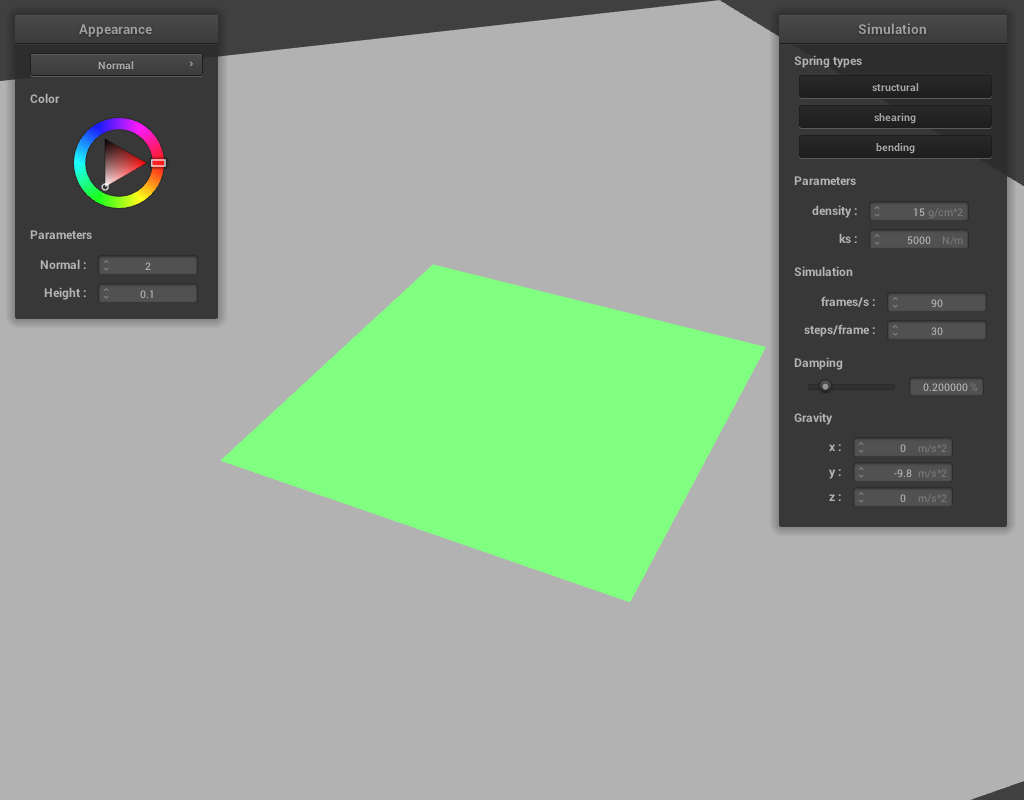 Appearance
Normal
Color
Parameters
Normal : 2
Height : 0.1
Simulation
Spring types
structural
shearing
bending
Parameters
density : 15 g/cm^2
ks : 5000 N/m
Simulation
frames/s : 90
steps/frame : 30
Damping
0.200000 %
Gravity
x : 0 m/s^2
y : -9.8 m/s^2
z : 0 m/s^2